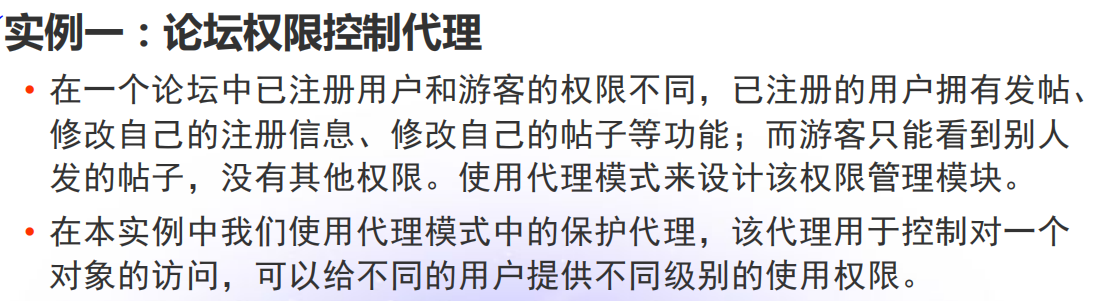 实例一：论坛权限控制代理
• 在一个论坛中已注册用户和游客的权限不同，已注册的用户拥有发帖、
修改自己的注册信息、修改自己的帖子等功能；而游客只能看到别人
发的帖子，没有其他权限。使用代理模式来设计该权限管理模块。
• 在本实例中我们使用代理模式中的保护代理，该代理用于控制对一个
对象的访问，可以给不同的用户提供不同级别的使用权限。